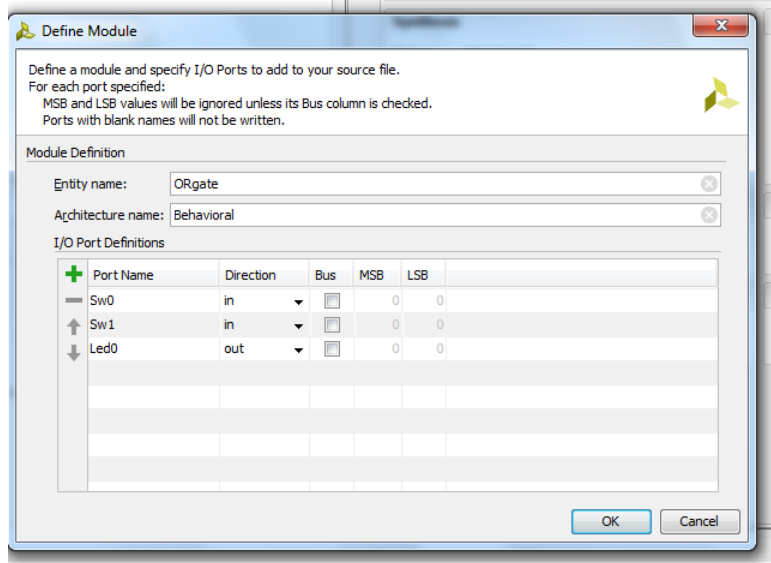 Define Module
Define a module and specify I/O Ports to add to your source file.
For each port specified:
MSB and LSB values will be ignored unless its Bus column is checked.
Ports with blank names will not be written.
Module Definition
Entity name: ORgate
Architecture name: Behavioral
I/O Port Definitions
Port Name Direction Bus MSB LSB
Sw0 in 0 0
Sw1 in 0 0
Led0 out 0 0
OK Cancel